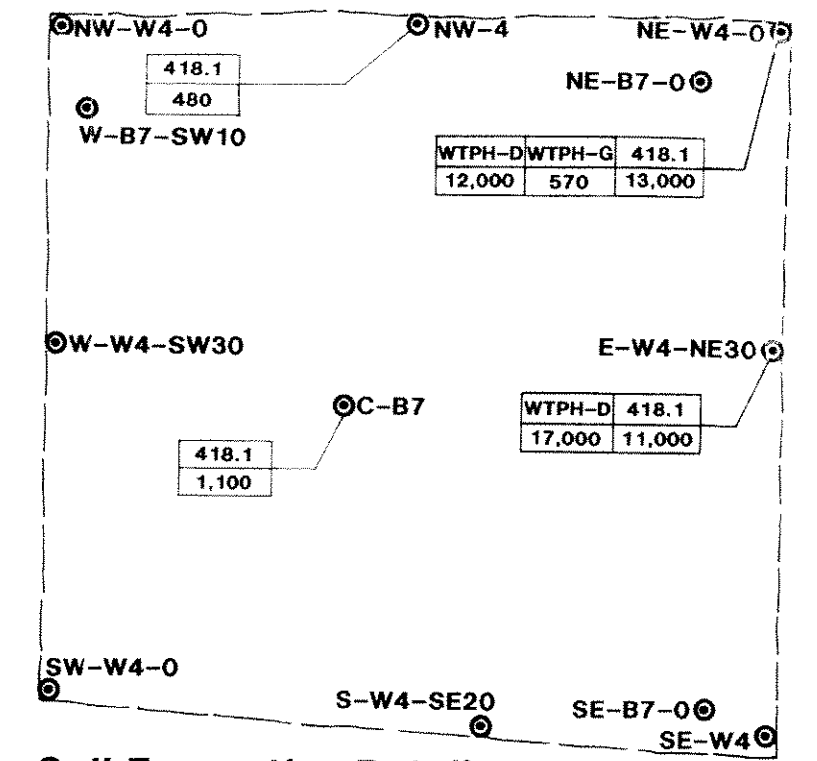 NW-W4-0
NW-4
NE-W4-0
418.1
480
NE-B7-0
W-B7-SW10
WTPH-D WTPH-G 418.1
12,000 570 13,000
W-W4-SW30
E-W4-NE30
C-B7
WTPH-D 418.1
17,000 11,000
418.1
1,100
SW-W4-0
S-W4-SE20
SE-B7-0
SE-W4